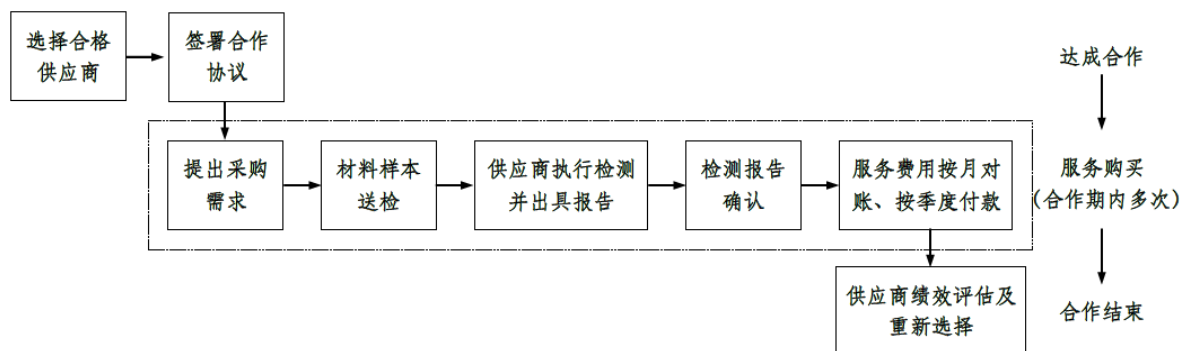 选择合格
供应商
签署合作
协议
达成合作
提出采购
需求
材料样本
送检
供应商执行检测
并出具报告
检测报告
确认
服务费用按月对
账、按季度付款
服务购买
(合作期内多次)
供应商绩效评估及
重新选择
合作结束